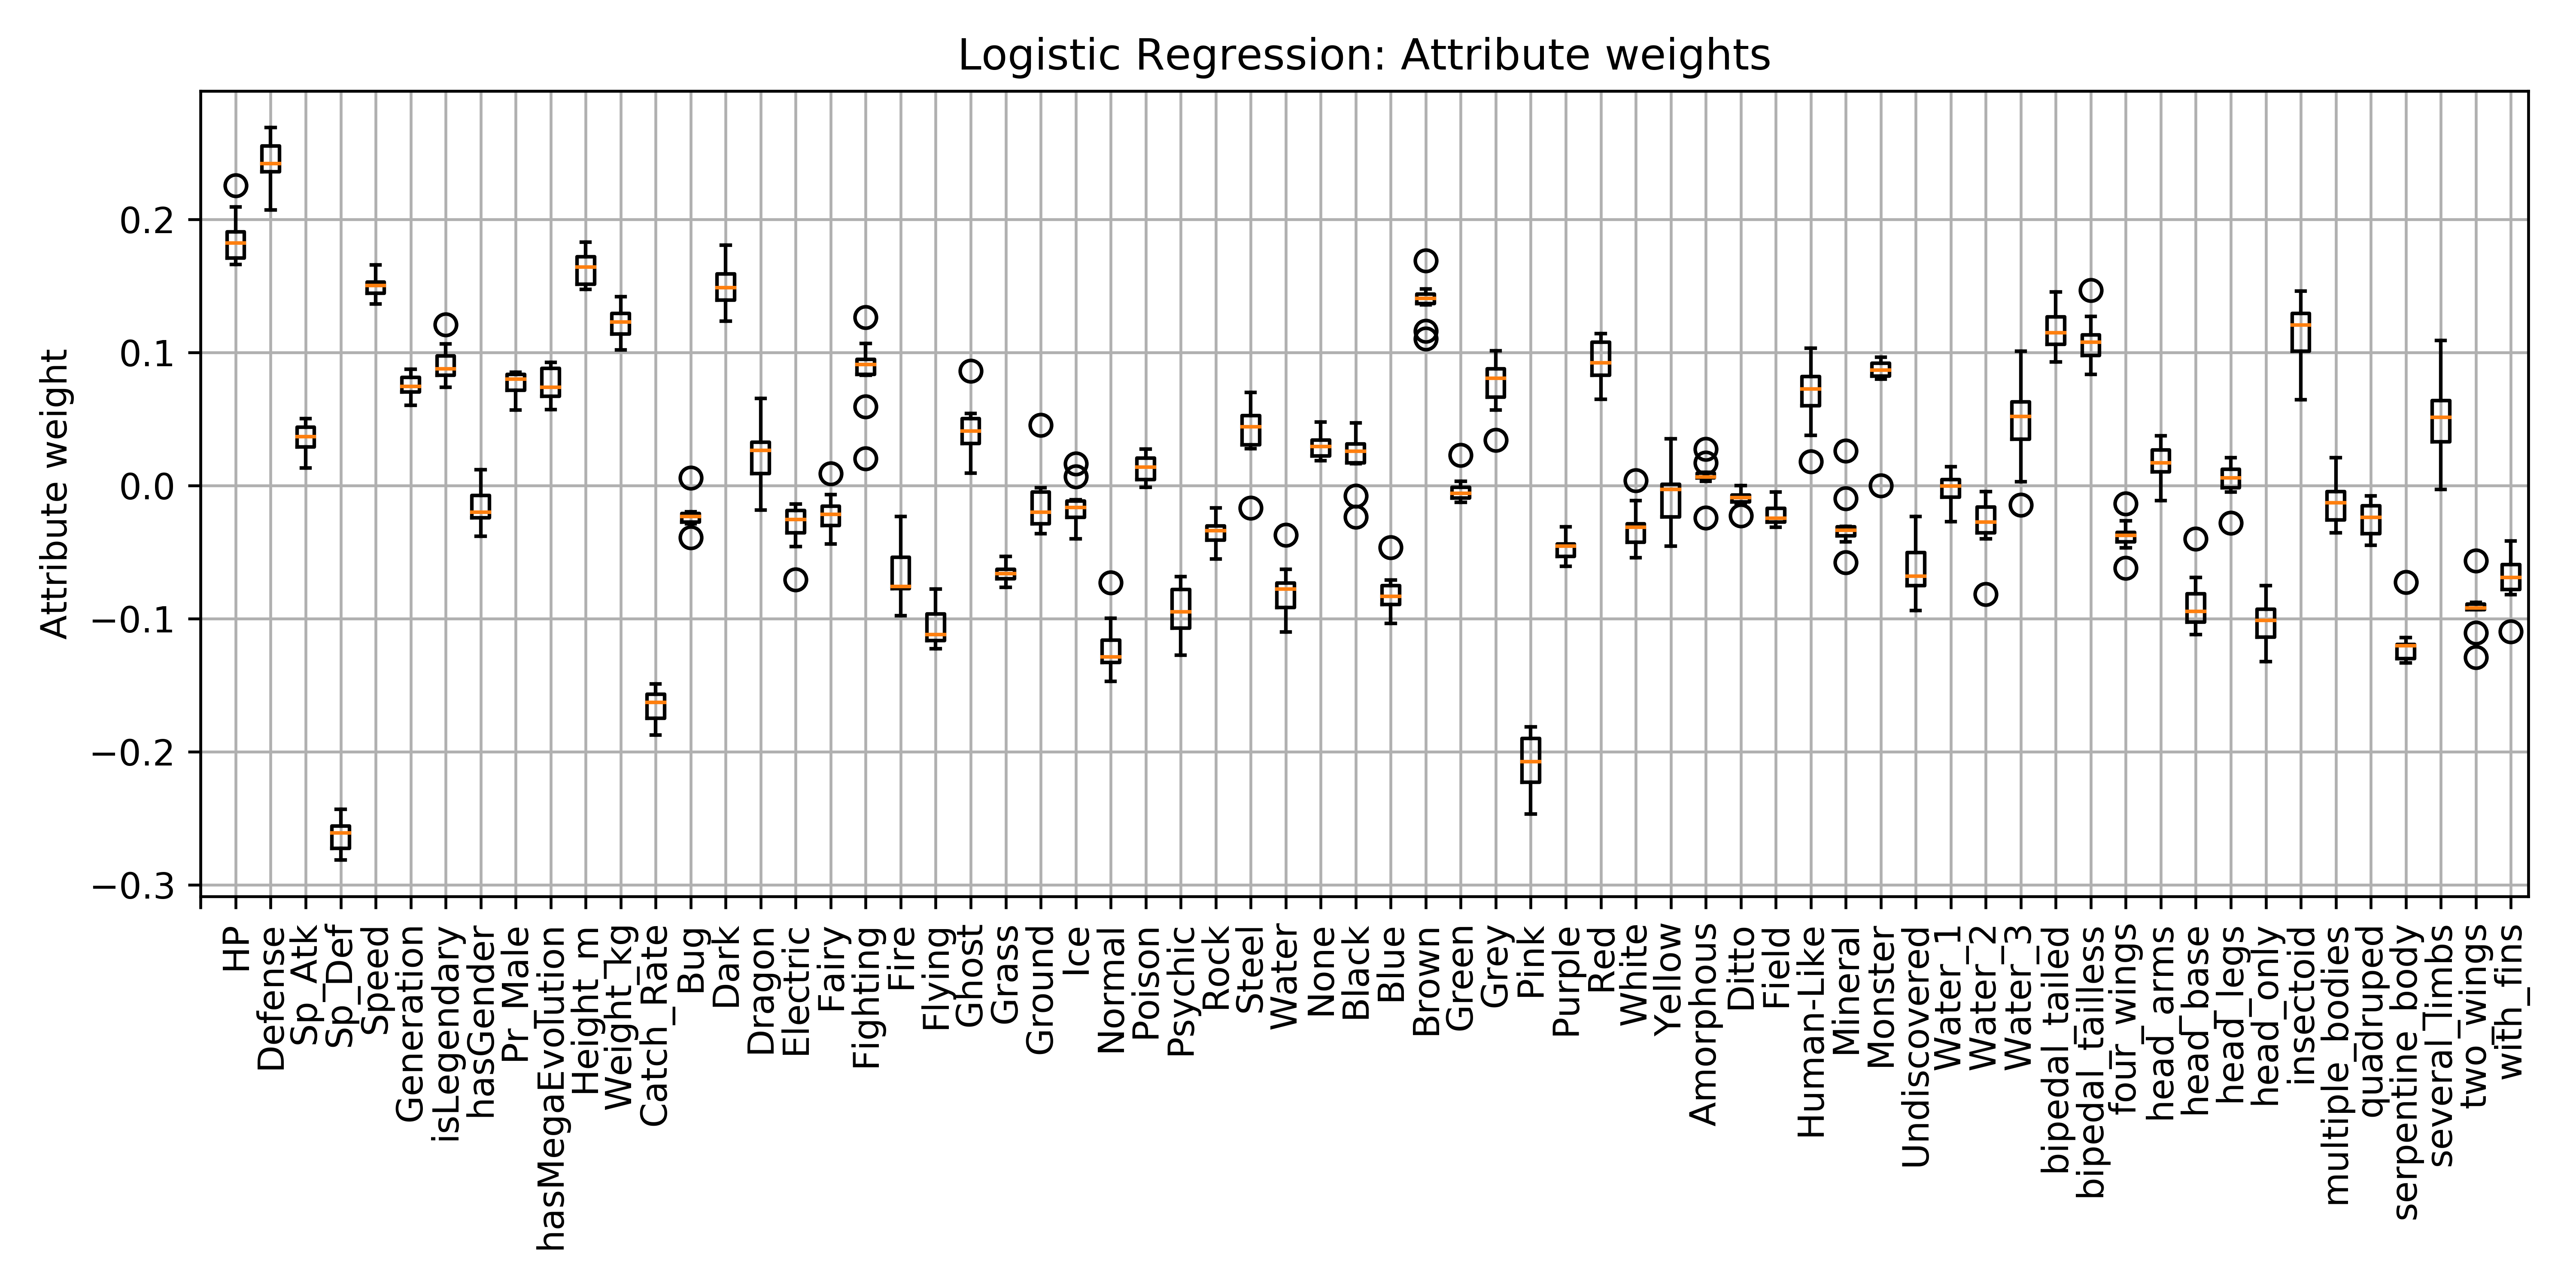 Logistic Regression: Attribute weights
Attribute weight
0.2
0.1
0.0
−0.1
−0.2
−0.3
HP
Defense
Sp_Atk
Sp_Def
Speed
Generation
isLegendary
hasGender
Pr_Male
hasMegaEvolution
Height_m
Weight_kg
Catch_Rate
Bug
Dark
Dragon
Electric
Fairy
Fighting
Fire
Flying
Ghost
Grass
Ground
Ice
Normal
Poison
Psychic
Rock
Steel
Water
None
Black
Blue
Brown
Green
Grey
Pink
Purple
Red
White
Yellow
Amorphous
Ditto
Field
Human-Like
Mineral
Monster
Undiscovered
Water_1
Water_2
Water_3
bipedal_tailed
bipedal_tailless
four_wings
head_arms
head_base
head_legs
head_only
insectoid
multiple_bodies
quadruped
serpentine_body
several_limbs
two_wings
with_fins